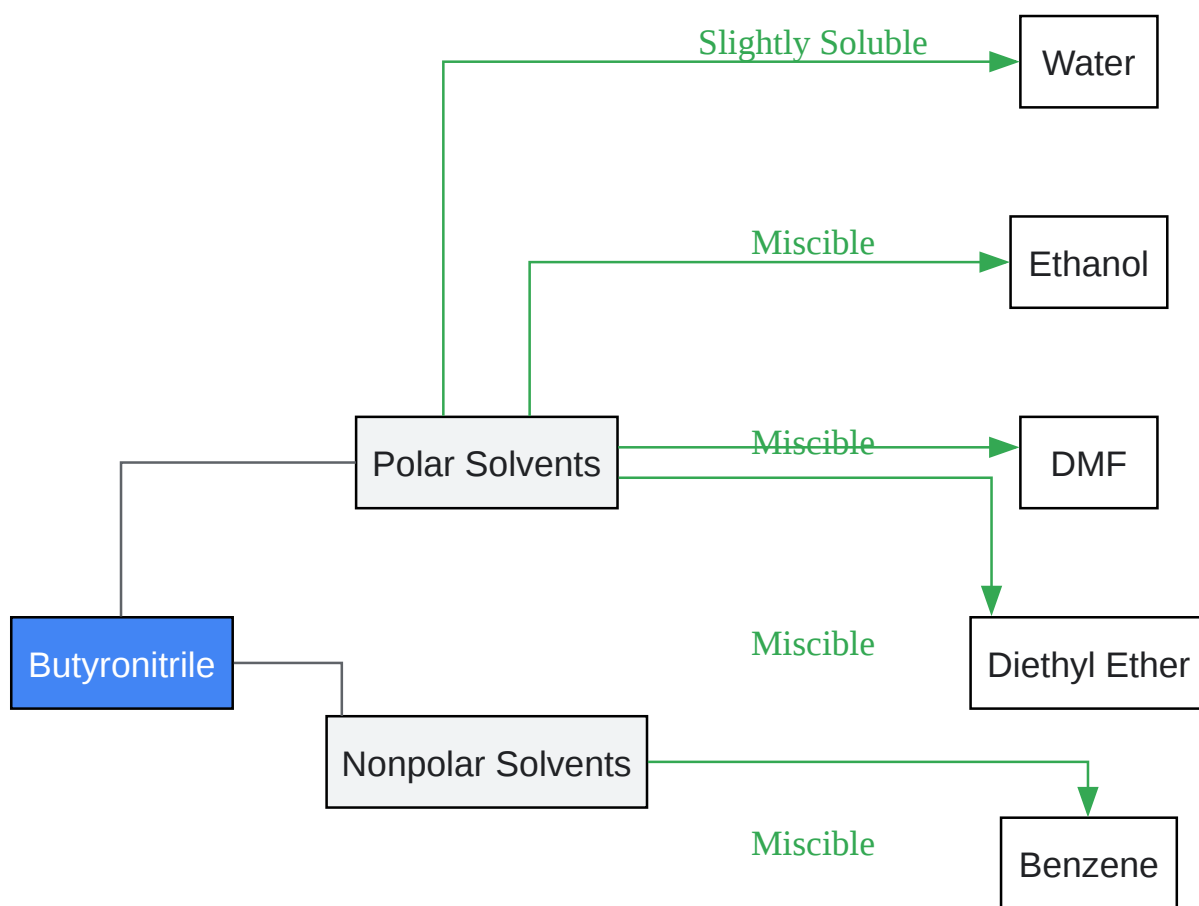 Slightly Soluble
Water
Miscible
Ethanol
Polar Solvents
Miscible
DMF
Butyronitrile
Miscible
Diethyl Ether
Nonpolar Solvents
Miscible
Benzene